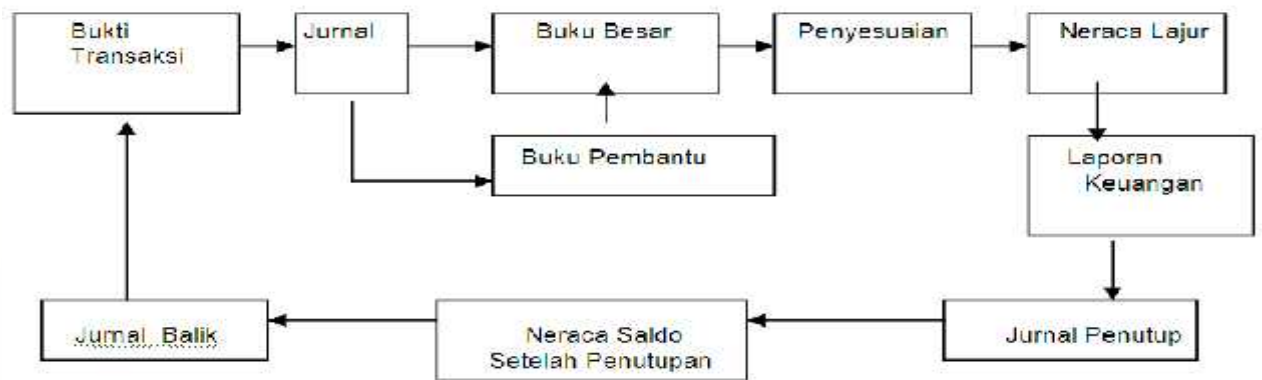 Bukti
Transaksi
Jurnal
Buku Besar
Penyesuaian
Neraca Lajur
Buku Pembantu
Laporan
Keuangan
Jurnal Penutup
Neraca Saldo
Setelah Penutupan
Jurnal Balik